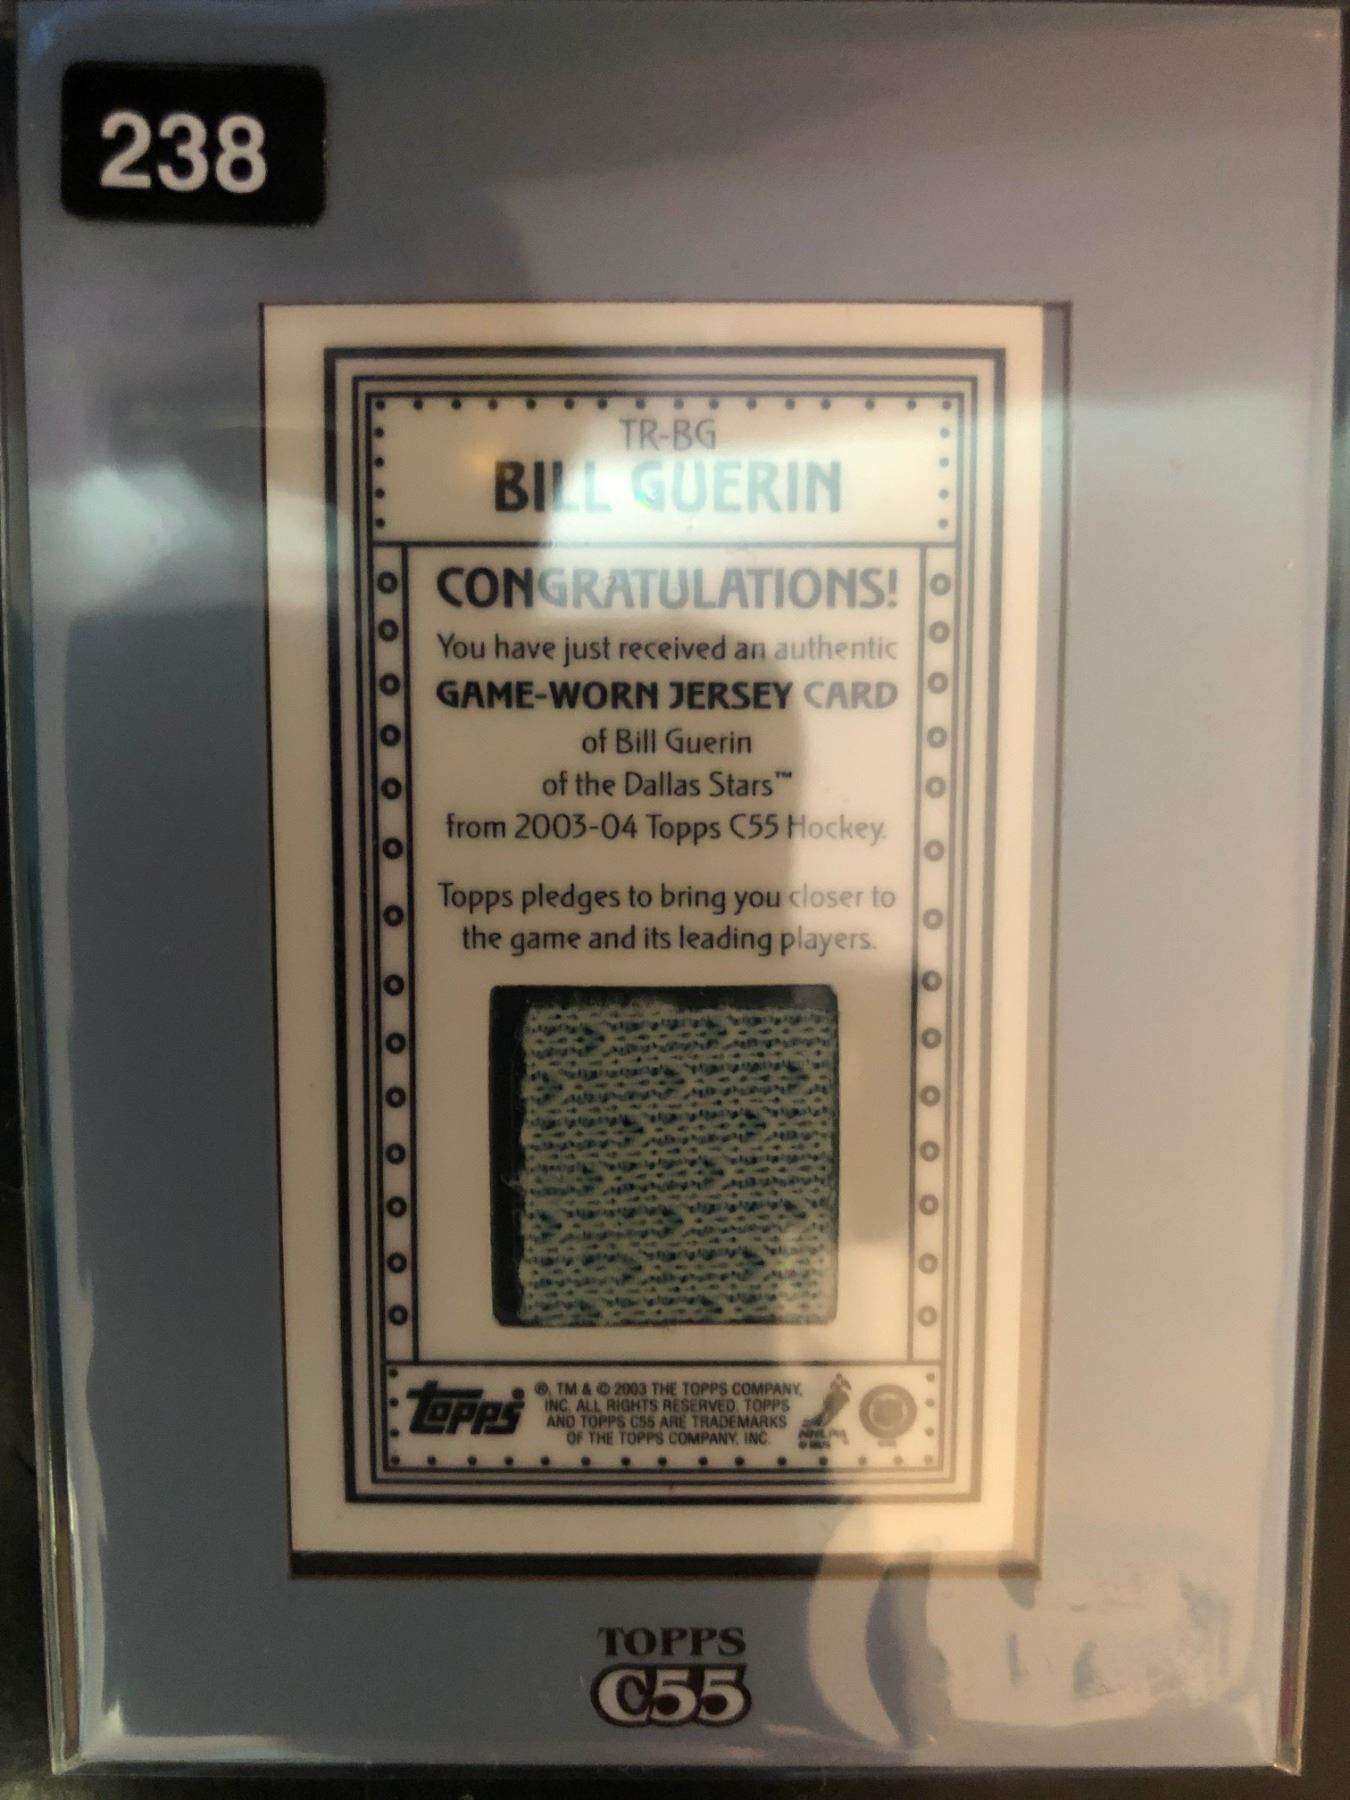 238
TR-BG
BILL GUERIN
CONGRATULATIONS!
You have just received an authentic
GAME-WORN JERSEY CARD
of Bill Guerin
of the Dallas Stars™
from 2003-04 Topps C55 Hockey.
Topps pledges to bring you closer to
the game and its leading players.
topps®
®, TM & © 2003 THE TOPPS COMPANY,
INC. ALL RIGHTS RESERVED. TOPPS
AND TOPPS C55 ARE TRADEMARKS
OF THE TOPPS COMPANY, INC.
NHLPA
TOPPS
C55